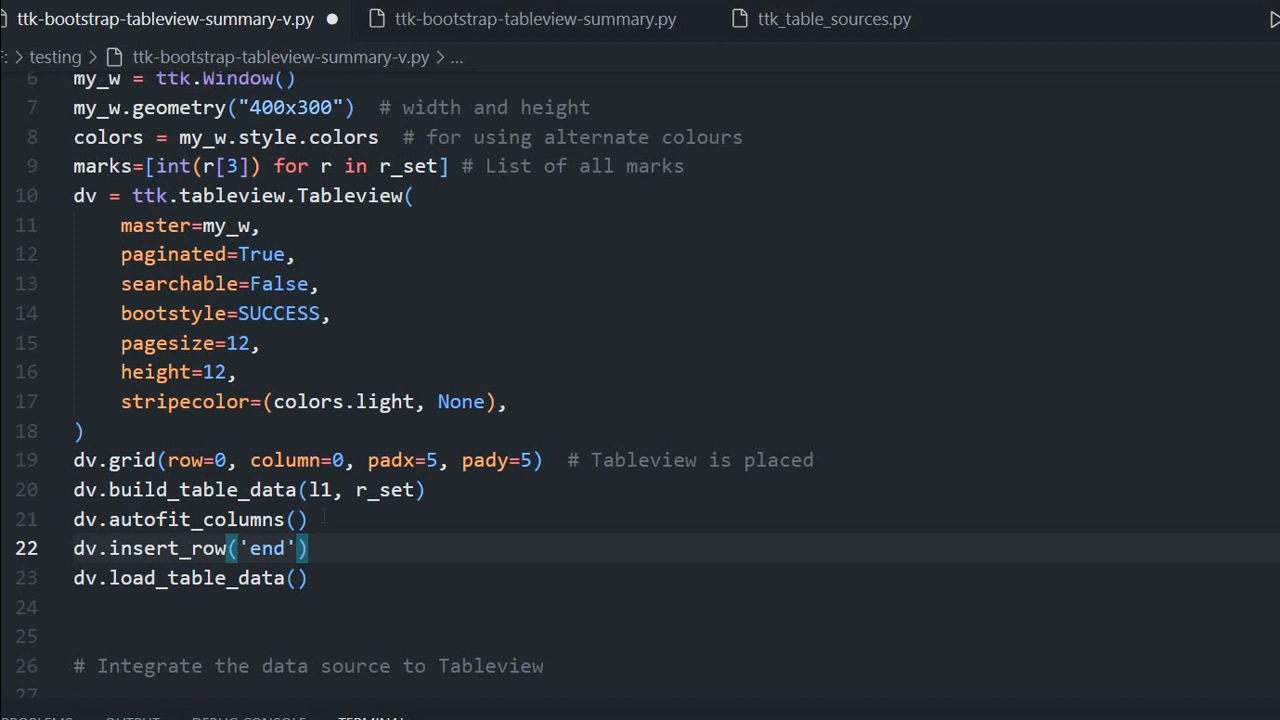 ttk-bootstrap-tableview-summary-v.py ttk-bootstrap-tableview-summary.py ttk_table_sources.py
F: > testing > ttk-bootstrap-tableview-summary-v.py > ...
6 my_w = ttk.Window()
7 my_w.geometry("400x300")  # width and height
8 colors = my_w.style.colors  # for using alternate colours
9 marks=[int(r[3]) for r in r_set] # List of all marks
10 dv = ttk.tableview.Tableview(
11     master=my_w,
12     paginated=True,
13     searchable=False,
14     bootstyle=SUCCESS,
15     pagesize=12,
16     height=12,
17     stripecolor=(colors.light, None),
18 )
19 dv.grid(row=0, column=0, padx=5, pady=5)  # Tableview is placed
20 dv.build_table_data(l1, r_set)
21 dv.autofit_columns()
22 dv.insert_row('end')
23 dv.load_table_data()
24
25
26 # Integrate the data source to Tableview
27
PROBLEMS OUTPUT DEBUG CONSOLE TERMINAL